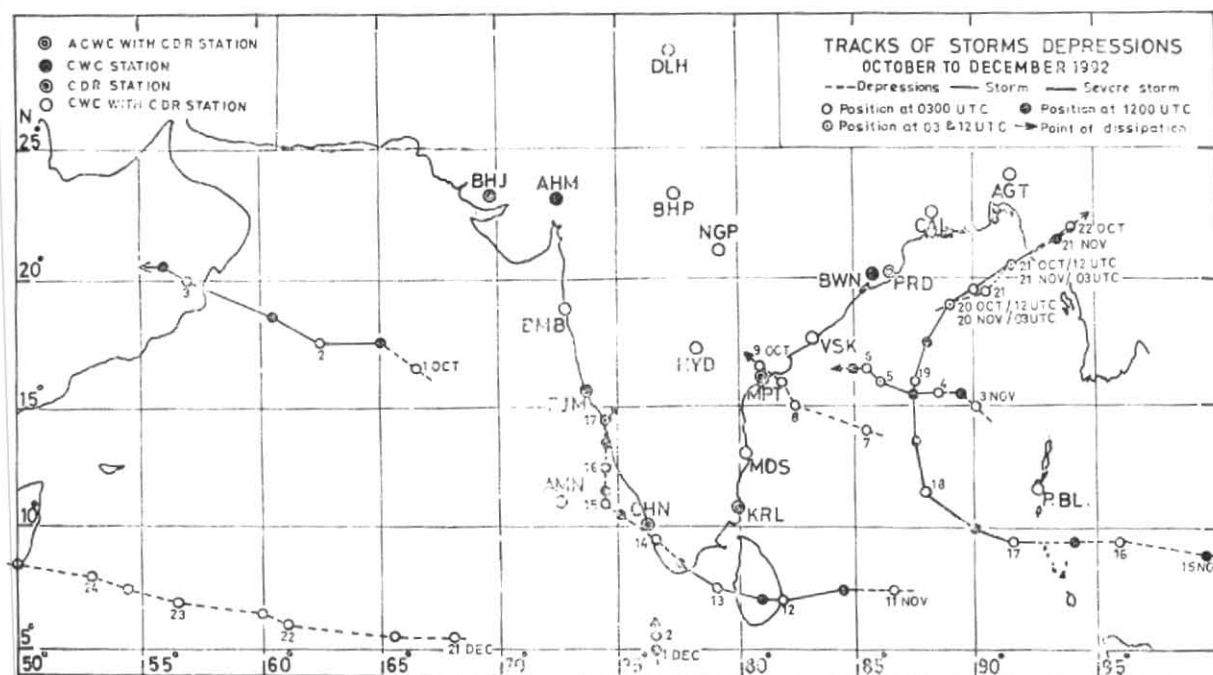 ACWC WITH CDR STATION
CWC STATION
CDR STATION
CWC WITH CDR STATION
TRACKS OF STORMS DEPRESSIONS
OCTOBER TO DECEMBER 1992
Depressions Storm Severe storm
Position at 0300 UTC Position at 1200 UTC
Position at 03 & 12 UTC Point of dissipation
DLH
N
25°
BHJ
AHM
BHP
NGP
AGT
CAL
22 OCT
21 NOV
21 OCT/12 UTC
21 NOV/03 UTC
20°
3
BWN
PRD
21
20 OCT/12 UTC
20 NOV/03 UTC
2
1 OCT
BMB
HYD
9 OCT
VSK
6
5
19
4
3 NOV
MPT
15°
17
8
7
16
MDS
AMN
15
CHN
KRL
18
P.BL.
10°
14
17
16
24
23
22
21 DEC
13
12
11 NOV
2
1 DEC
5°
50° 55° 60° 65° 70° 75° 80° 85° 90° 95°